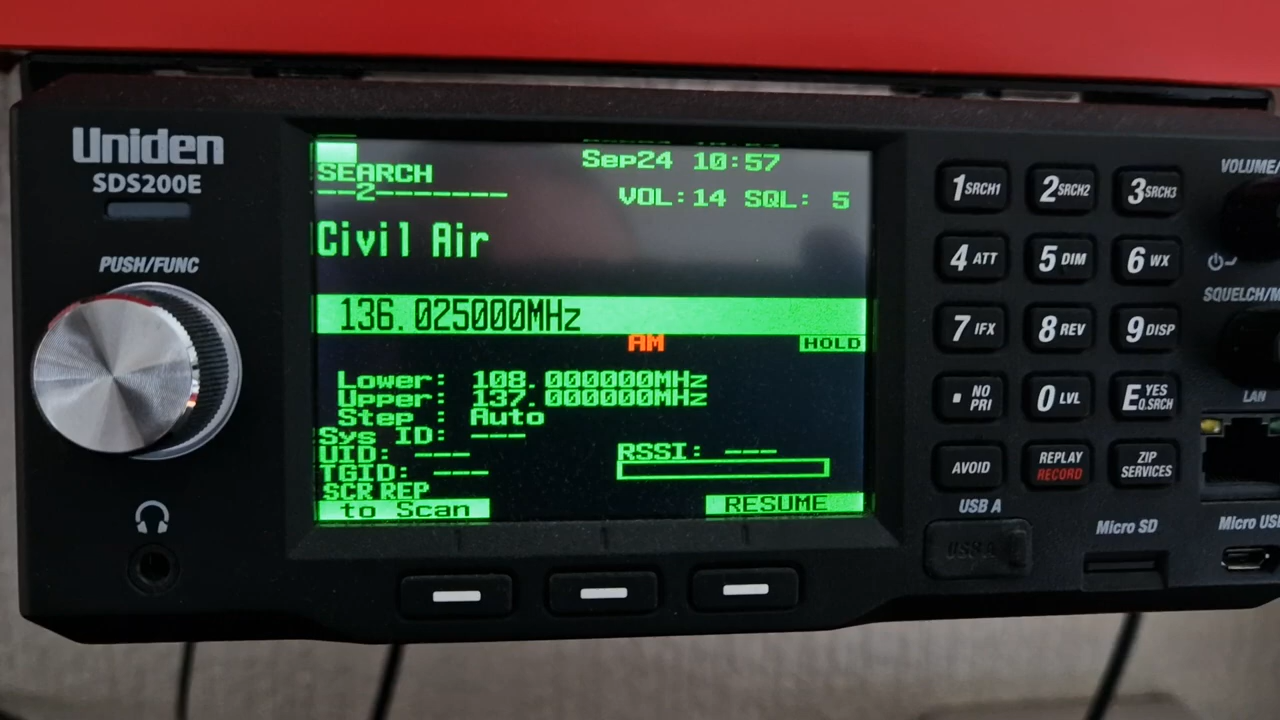 Uniden
SDS200E
PUSH/FUNC
SEARCH
--2-------
Sep24 10:57
VOL:14 SQL: 5
Civil Air
136.025000MHz
AM
HOLD
Lower: 108.000000MHz
Upper: 137.000000MHz
Step : Auto
Sys ID: ---
UID: ---
TGID: ---
RSSI: ---
SCR REP
to Scan
RESUME
1 SRCH1
2 SRCH2
3 SRCH3
4 ATT
5 DIM
6 WX
7 IFX
8 REV
9 DISP
. NO PRI
0 LVL
E YES Q.SRCH
AVOID
REPLAY RECORD
ZIP SERVICES
USB A
USB A
Micro SD
VOLUME/
SQUELCH/M
LAN
Micro USB